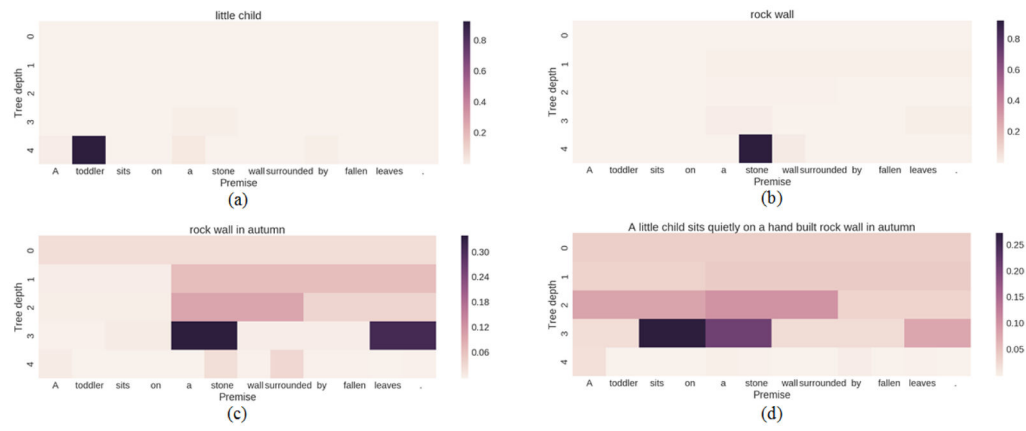 little child
0
1
2
3
4
Tree depth
0.8
0.6
0.4
0.2
A toddler sits on a stone wall surrounded by fallen leaves .
Premise
(a)
rock wall
0
1
2
3
4
Tree depth
0.8
0.6
0.4
0.2
A toddler sits on a stone wall surrounded by fallen leaves .
Premise
(b)
rock wall in autumn
0
1
2
3
4
Tree depth
0.30
0.24
0.18
0.12
0.06
A toddler sits on a stone wall surrounded by fallen leaves .
Premise
(c)
A little child sits quietly on a hand built rock wall in autumn
0
1
2
3
4
Tree depth
0.25
0.20
0.15
0.10
0.05
A toddler sits on a stone wall surrounded by fallen leaves .
Premise
(d)